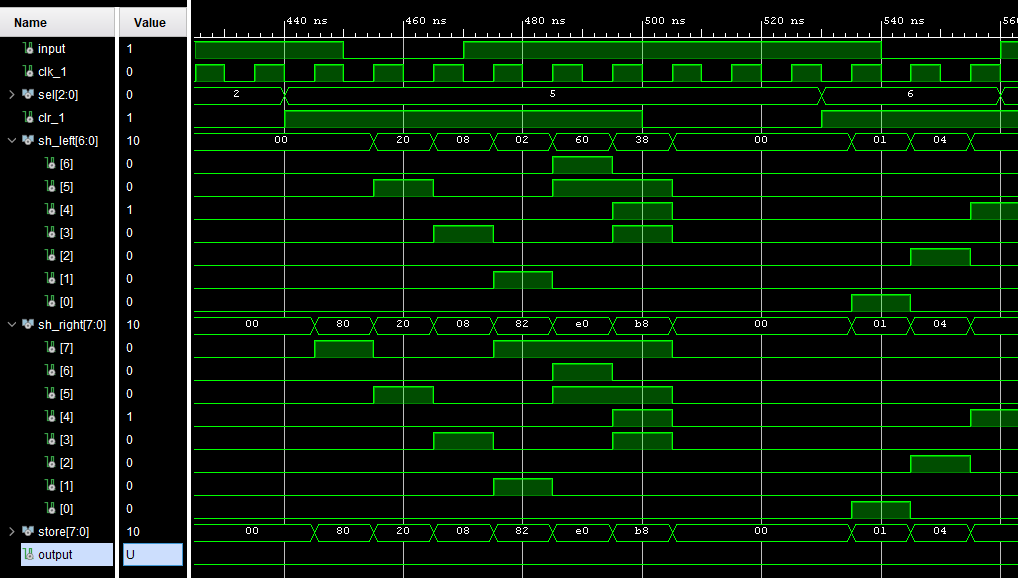 Name Value 440 ns 460 ns 480 ns 500 ns 520 ns 540 ns 560
input 1
clk_1 0
sel[2:0] 0 2 5 6
clr_1 1
sh_left[6:0] 10 00 20 08 02 60 38 00 01 04
[6] 0
[5] 0
[4] 1
[3] 0
[2] 0
[1] 0
[0] 0
sh_right[7:0] 10 00 80 20 08 82 e0 b8 00 01 04
[7] 0
[6] 0
[5] 0
[4] 1
[3] 0
[2] 0
[1] 0
[0] 0
store[7:0] 10 00 80 20 08 82 e0 b8 00 01 04
output U